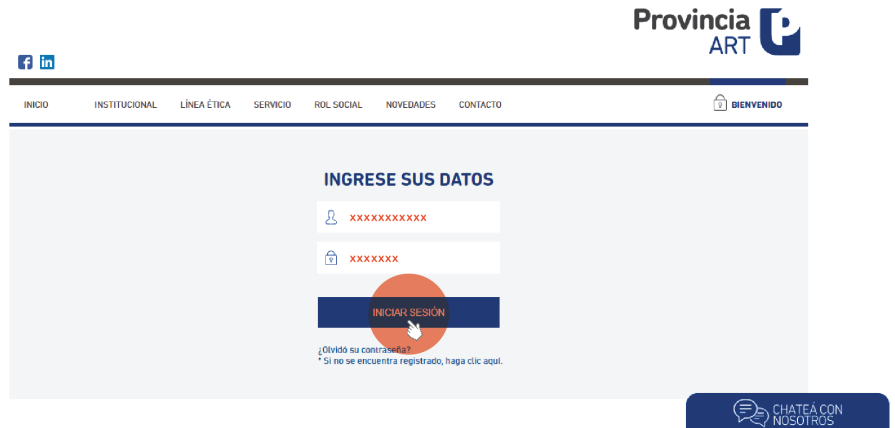 Provincia
ART
INICIO INSTITUCIONAL LÍNEA ÉTICA SERVICIO ROL SOCIAL NOVEDADES CONTACTO BIENVENIDO
INGRESE SUS DATOS
XXXXXXXXXXX
XXXXXXX
INICIAR SESIÓN
¿Olvidó su contraseña?
* Si no se encuentra registrado, haga clic aquí.
CHATEÁ CON
NOSOTROS